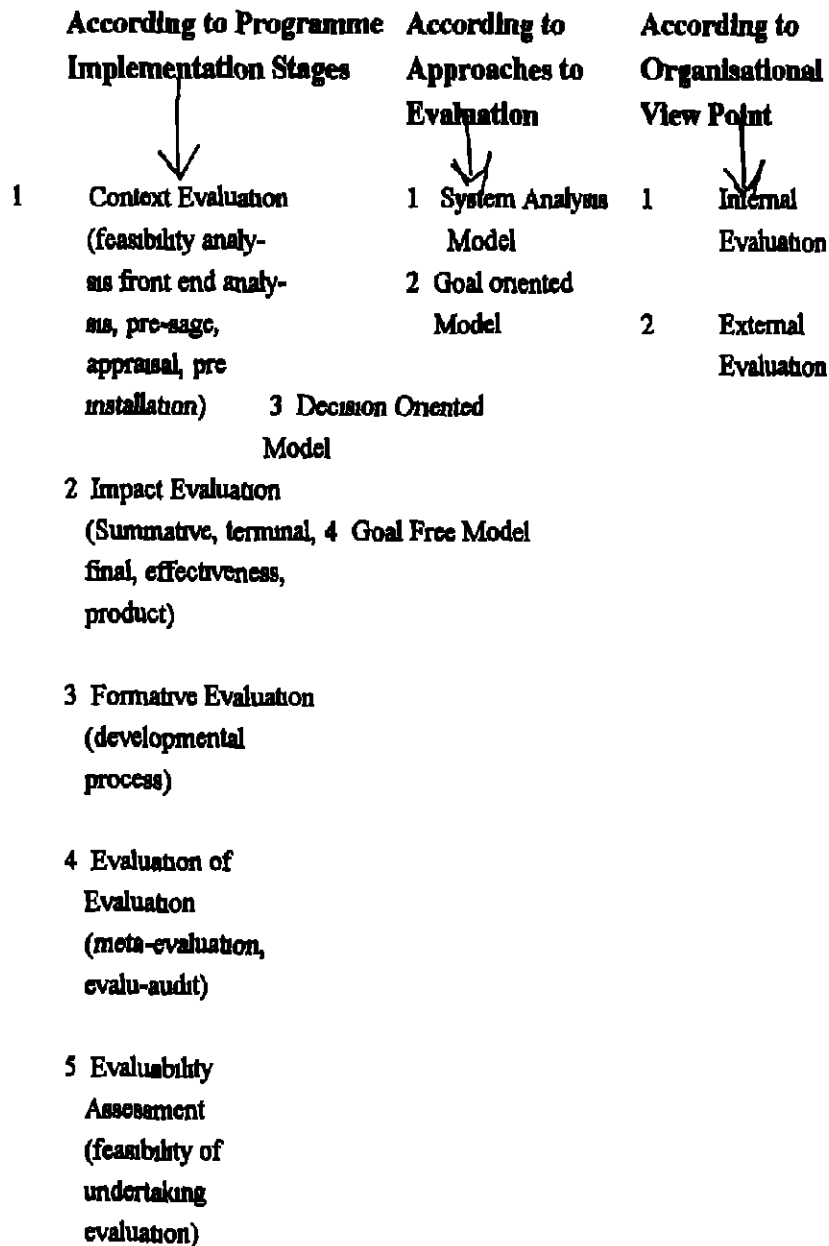 According to Programme
Implementation Stages
According to
Approaches to
Evaluation
According to
Organisational
View Point
1 Context Evaluation
(feasibility analy-
sis front end analy-
sis, pre-sage,
appraisal, pre
installation)
2 Impact Evaluation
(Summative, terminal,
final, effectiveness,
product)
3 Formative Evaluation
(developmental
process)
4 Evaluation of
Evaluation
(meta-evaluation,
evalu-audit)
5 Evaluability
Assessment
(feasibility of
undertaking
evaluation)
1 System Analysis
Model
2 Goal oriented
Model
3 Decision Oriented
Model
4 Goal Free Model
1 Internal
Evaluation
2 External
Evaluation